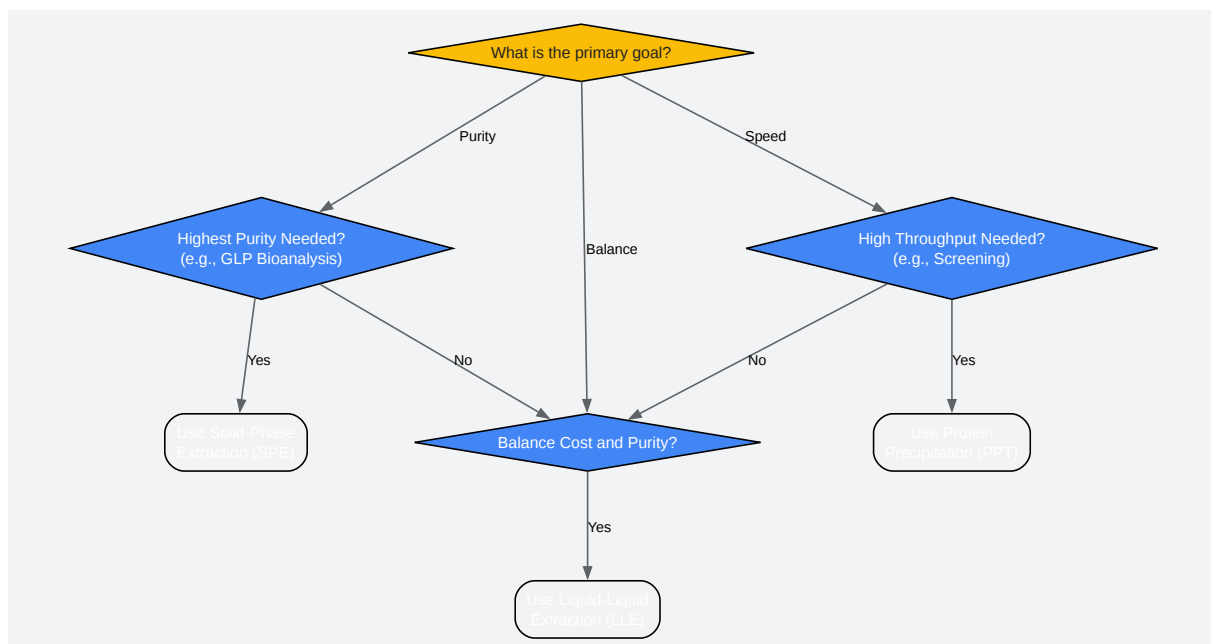 What is the primary goal?
Purity
Speed
Highest Purity Needed?
(e.g., GLP Bioanalysis)
Balance
High Throughput Needed?
(e.g., Screening)
Yes
No
No
Yes
Use Solid-Phase
Extraction (SPE)
Balance Cost and Purity?
Use Protein
Precipitation (PPT)
Yes
Use Liquid-Liquid
Extraction (LLE)